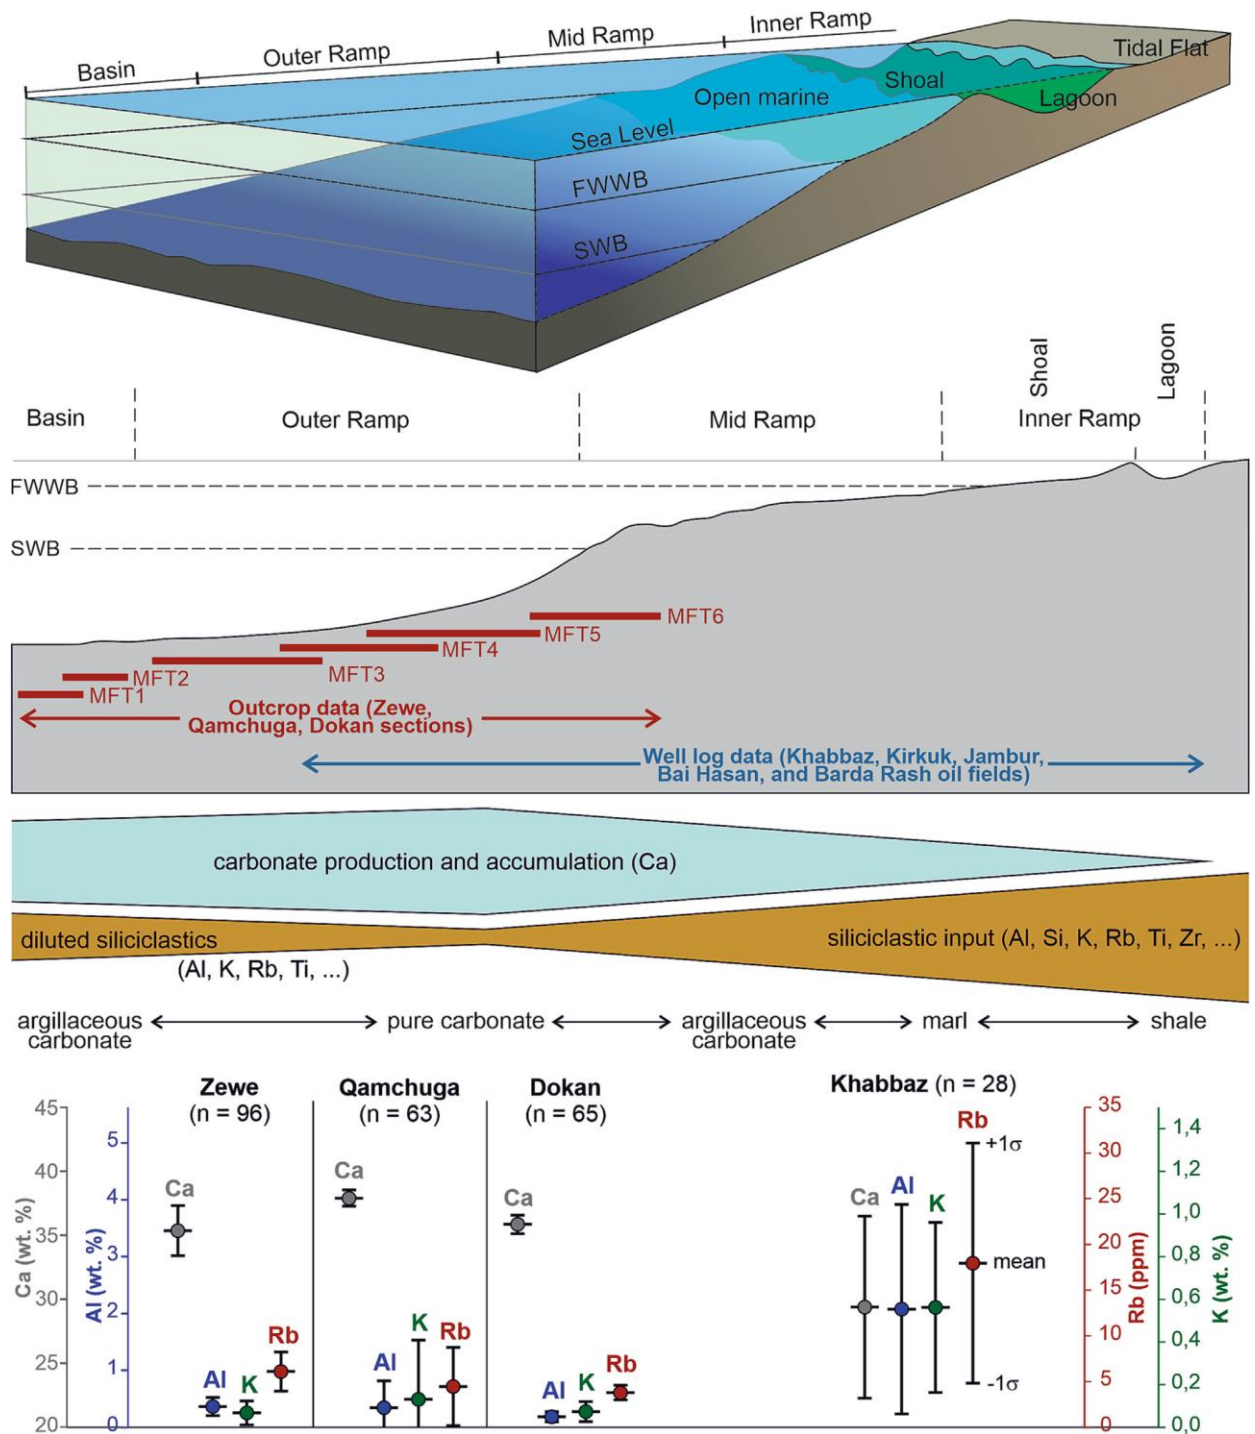 Basin
Outer Ramp
Mid Ramp
Inner Ramp
Tidal Flat
Shoal
Lagoon
Open marine
Sea Level
FWWB
SWB
Shoal
Lagoon
Basin
Outer Ramp
Mid Ramp
Inner Ramp
FWWB
SWB
MFT6
MFT5
MFT4
MFT3
MFT2
MFT1
Outcrop data (Zewe,
Qamchuga, Dokan sections)
Well log data (Khabbaz, Kirkuk, Jambur,
Bai Hasan, and Barda Rash oil fields)
carbonate production and accumulation (Ca)
diluted siliciclastics
(Al, K, Rb, Ti, ...)
siliciclastic input (Al, Si, K, Rb, Ti, Zr, ...)
argillaceous
carbonate
pure carbonate
argillaceous
carbonate
marl
shale
Zewe
(n = 96)
Qamchuga
(n = 63)
Dokan
(n = 65)
Khabbaz (n = 28)
Ca (wt. %)
45
40
35
30
25
20
Al (wt. %)
5
4
3
2
1
0
Ca
Al
K
Rb
Ca
Al
K
Rb
Ca
Al
K
Rb
Ca
Al
K
Rb
+1σ
mean
-1σ
35
30
25
20
15
10
5
0
Rb (ppm)
1,4
1,2
1,0
0,8
0,6
0,4
0,2
0,0
K (wt. %)